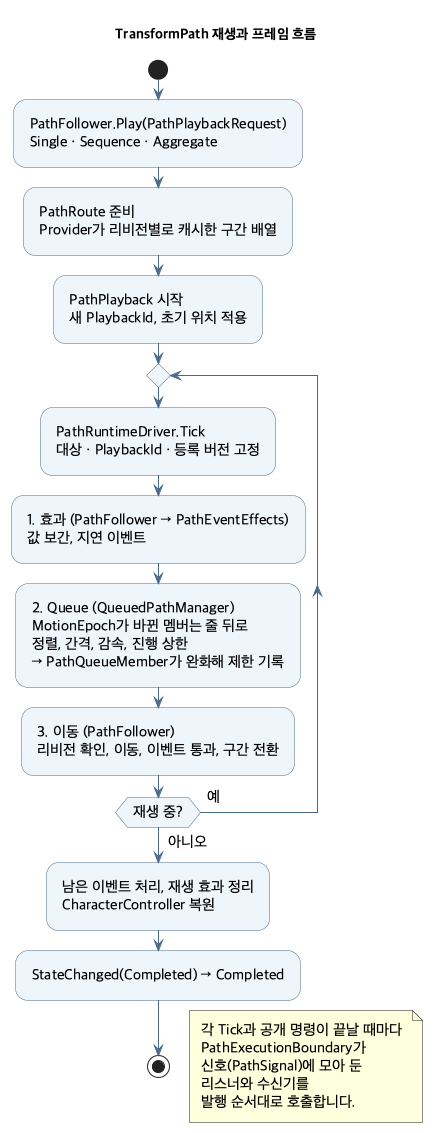 TransformPath 재생과 프레임 흐름
PathFollower.Play(PathPlaybackRequest)
Single · Sequence · Aggregate
PathRoute 준비
Provider가 리비전별로 캐시한 구간 배열
PathPlayback 시작
새 PlaybackId, 초기 위치 적용
PathRuntimeDriver.Tick
대상 · PlaybackId · 등록 버전 고정
1. 효과 (PathFollower → PathEventEffects)
값 보간, 지연 이벤트
2. Queue (QueuedPathManager)
MotionEpoch가 바뀐 멤버는 줄 뒤로
정렬, 간격, 감속, 진행 상한
→ PathQueueMember가 완화해 제한 기록
3. 이동 (PathFollower)
리비전 확인, 이동, 이벤트 통과, 구간 전환
재생 중?
예
아니오
남은 이벤트 처리, 재생 효과 정리
CharacterController 복원
StateChanged(Completed) → Completed
각 Tick과 공개 명령이 끝날 때마다
PathExecutionBoundary가
신호(PathSignal)에 모아 둔
리스너와 수신기를
발행 순서대로 호출합니다.